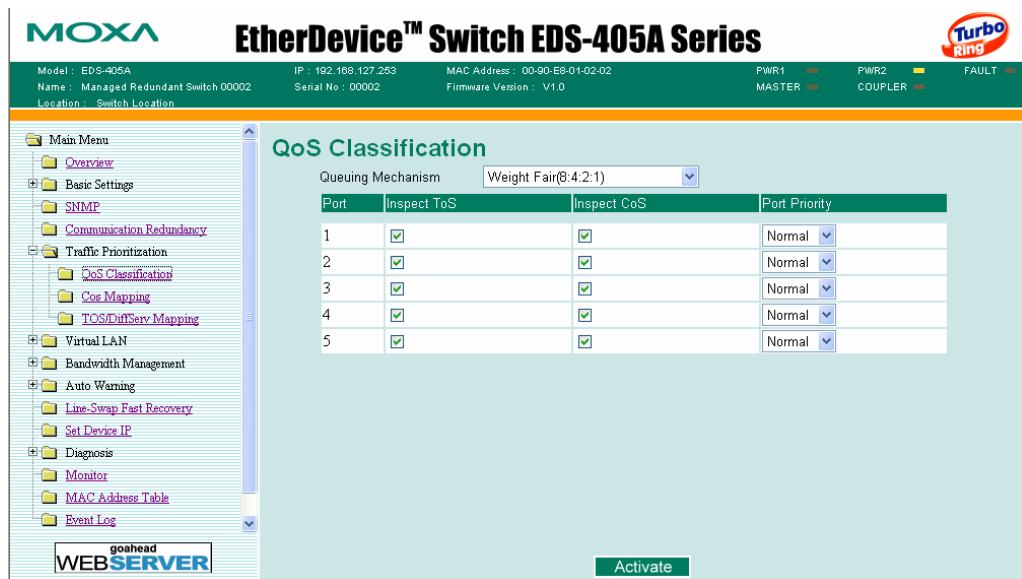 MOXA
EtherDevice™ Switch EDS-405A Series
Turbo Ring
Model : EDS-405A
IP : 192.168.127.253
MAC Address : 00-90-E8-01-02-02
PWR1
PWR2
FAULT
Name : Managed Redundant Switch 00002
Serial No : 00002
Firmware Version : V1.0
MASTER
COUPLER
Location : Switch Location
Main Menu
Overview
Basic Settings
SNMP
Communication Redundancy
Traffic Prioritization
QoS Classification
Cos Mapping
TOS/DiffServ Mapping
Virtual LAN
Bandwidth Management
Auto Warning
Line-Swap Fast Recovery
Set Device IP
Diagnosis
Monitor
MAC Address Table
Event Log
goahead
WEBSERVER
QoS Classification
Queuing Mechanism Weight Fair(8:4:2:1)
Port Inspect ToS Inspect CoS Port Priority
1 Normal
2 Normal
3 Normal
4 Normal
5 Normal
Activate